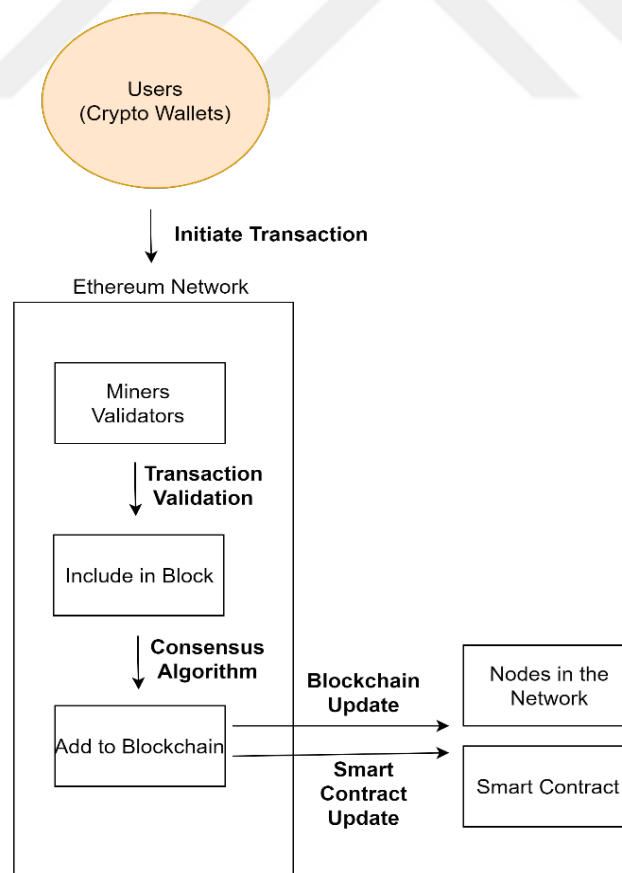 Users
(Crypto Wallets)
Initiate Transaction
Ethereum Network
Miners
Validators
Transaction
Validation
Include in Block
Consensus
Algorithm
Add to Blockchain
Blockchain
Update
Smart
Contract
Update
Nodes in the
Network
Smart Contract